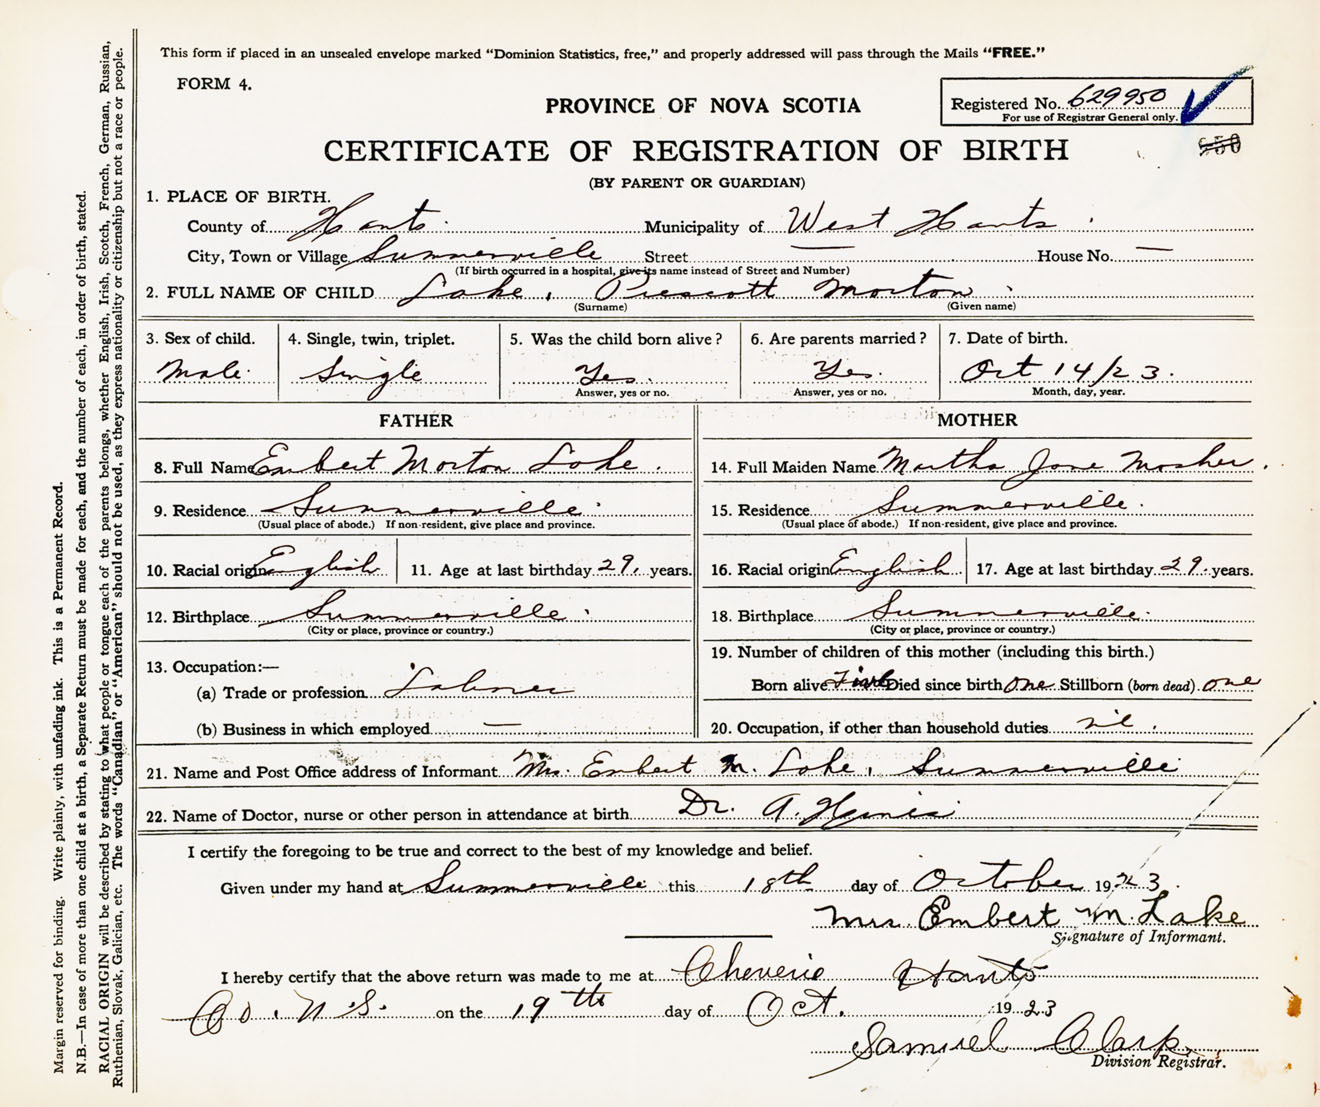 This form if placed in an unsealed envelope marked "Dominion Statistics, free," and properly addressed will pass through the Mails "FREE."
FORM 4.
PROVINCE OF NOVA SCOTIA
Registered No. 629950
For use of Registrar General only.
950
CERTIFICATE OF REGISTRATION OF BIRTH
(BY PARENT OR GUARDIAN)
1. PLACE OF BIRTH.
County of Hants Municipality of West Hants
City, Town or Village Summerville Street — House No. —
(If birth occurred in a hospital, give its name instead of Street and Number)
2. FULL NAME OF CHILD Lake, Prescott Morton
(Surname) (Given name)
3. Sex of child. 4. Single, twin, triplet. 5. Was the child born alive? 6. Are parents married? 7. Date of birth.
Male Single Yes. Yes. Oct 14/23.
Answer, yes or no. Answer, yes or no. Month, day, year.
FATHER MOTHER
8. Full Name Embert Morton Lake. 14. Full Maiden Name Martha Jane Mosher.
9. Residence Summerville 15. Residence Summerville
(Usual place of abode.) If non-resident, give place and province. (Usual place of abode.) If non-resident, give place and province.
10. Racial origin English 11. Age at last birthday 29. years. 16. Racial origin English 17. Age at last birthday 29. years.
12. Birthplace Summerville 18. Birthplace Summerville
(City or place, province or country.) (City or place, province or country.)
13. Occupation:— 19. Number of children of this mother (including this birth.)
(a) Trade or profession Laborer Born alive Five Died since birth one Stillborn (born dead). one
(b) Business in which employed — 20. Occupation, if other than household duties nil.
21. Name and Post Office address of Informant Mrs. Embert M. Lake, Summerville
22. Name of Doctor, nurse or other person in attendance at birth Dr. A.
I certify the foregoing to be true and correct to the best of my knowledge and belief.
Given under my hand at Summerville this 18th day of October 1923.
Mrs. Embert M. Lake
Signature of Informant.
I hereby certify that the above return was made to me at Cheverie Hants
Co. N.S. on the 19th day of Oct. 1923
Samuel Clark
Division Registrar.
Margin reserved for binding. Write plainly, with unfading ink. This is a Permanent Record.
N.B.—In case of more than one child at a birth, a Separate Return must be made for each, and the number of each, in order of birth, stated.
RACIAL ORIGIN will be described by stating to what people or tongue each of the parents belongs, whether English, Irish, Scotch, French, German, Russian,
Ruthenian, Slovak, Galician, etc. The words "Canadian" or "American" should not be used, as they express nationality or citizenship but not a race or people.